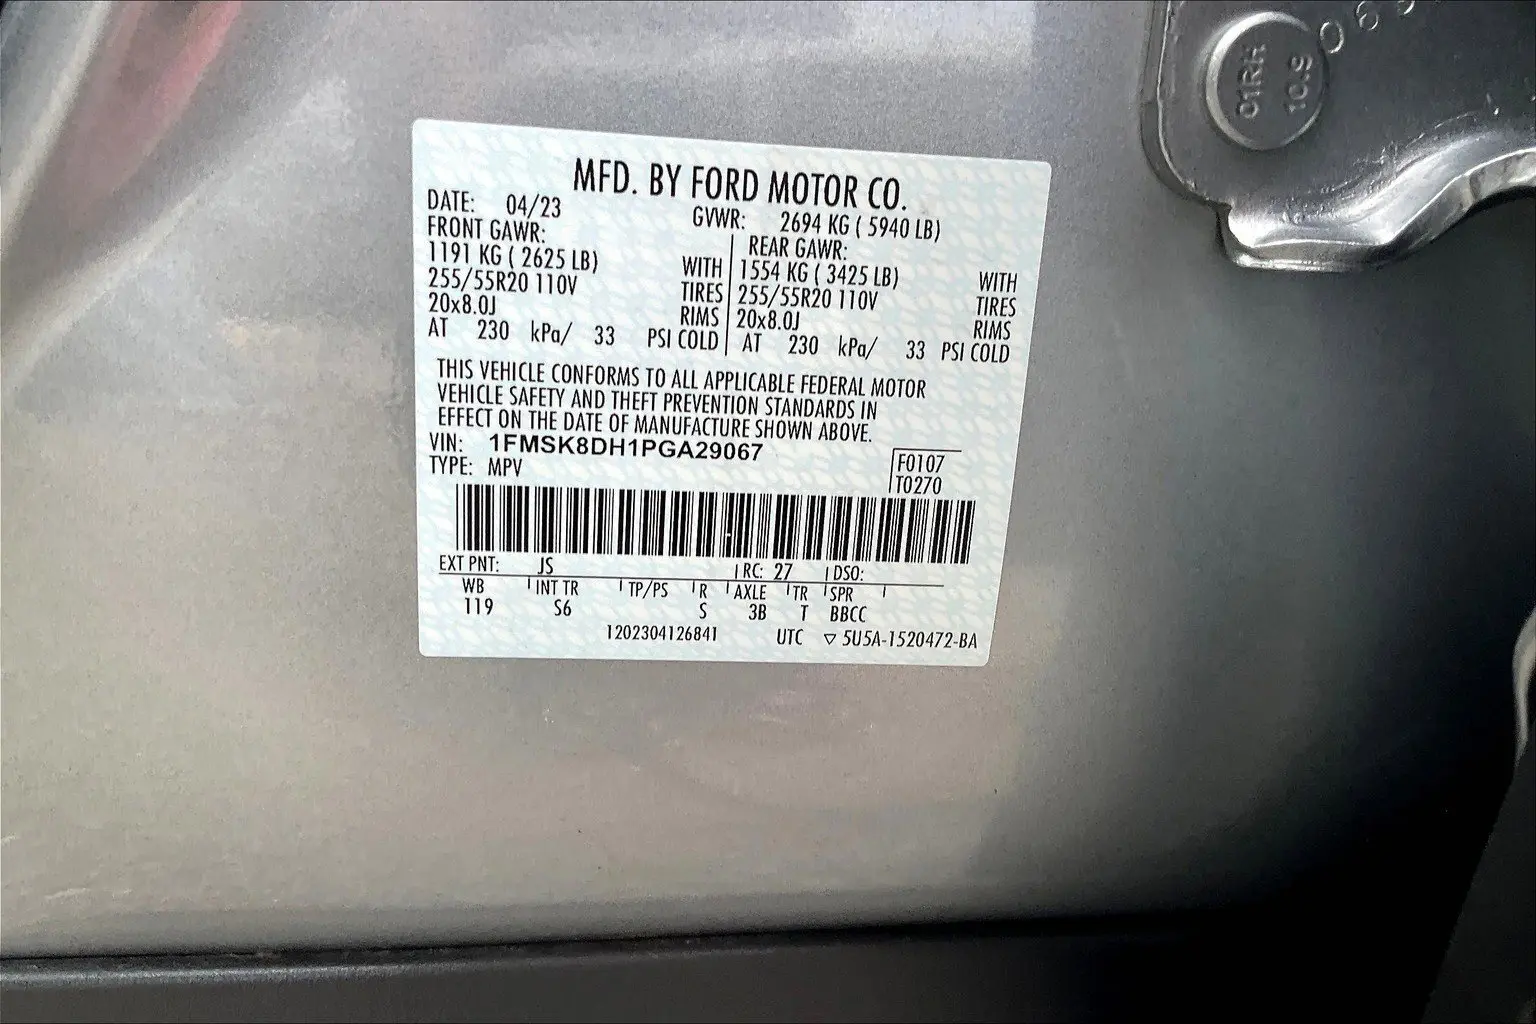 01RH
10.9
MFD. BY FORD MOTOR CO.
DATE: 04/23 GVWR: 2694 KG ( 5940 LB)
FRONT GAWR: REAR GAWR:
1191 KG ( 2625 LB) WITH 1554 KG ( 3425 LB) WITH
255/55R20 110V TIRES 255/55R20 110V TIRES
20x8.0J RIMS 20x8.0J RIMS
AT 230 kPa/ 33 PSI COLD AT 230 kPa/ 33 PSI COLD
THIS VEHICLE CONFORMS TO ALL APPLICABLE FEDERAL MOTOR
VEHICLE SAFETY AND THEFT PREVENTION STANDARDS IN
EFFECT ON THE DATE OF MANUFACTURE SHOWN ABOVE.
VIN: 1FMSK8DH1PGA29067
TYPE: MPV
F0107
T0270
EXT PNT: JS RC: 27 DSO:
WB INT TR TP/PS R AXLE TR SPR
119 S6 S 3B T BBCC
1202304126841 UTC ▽ 5U5A-1520472-BA